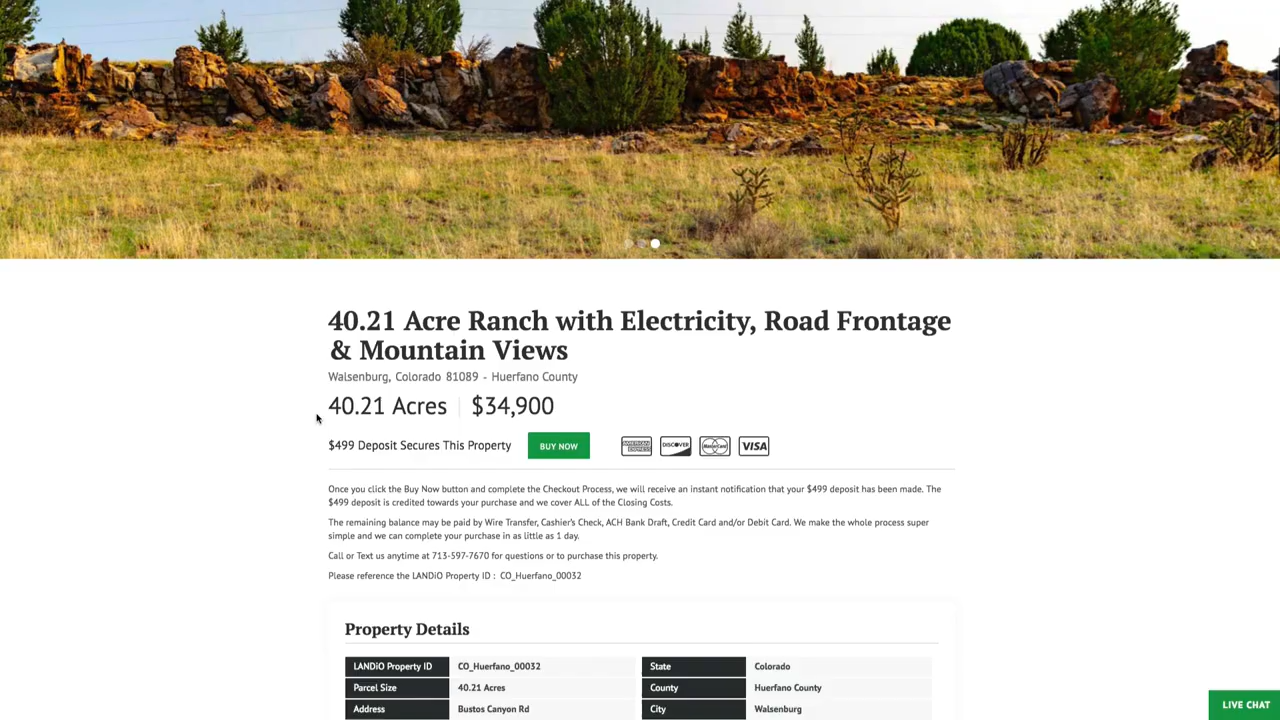 40.21 Acre Ranch with Electricity, Road Frontage
& Mountain Views
Walsenburg, Colorado 81089 - Huerfano County
40.21 Acres | $34,900
$499 Deposit Secures This Property BUY NOW AMERICAN EXPRESS DISCOVER MasterCard VISA
Once you click the Buy Now button and complete the Checkout Process, we will receive an instant notification that your $499 deposit has been made. The
$499 deposit is credited towards your purchase and we cover ALL of the Closing Costs.
The remaining balance may be paid by Wire Transfer, Cashier's Check, ACH Bank Draft, Credit Card and/or Debit Card. We make the whole process super
simple and we can complete your purchase in as little as 1 day.
Call or Text us anytime at 713-597-7670 for questions or to purchase this property.
Please reference the LANDiO Property ID : CO_Huerfano_00032
Property Details
LANDiO Property ID CO_Huerfano_00032 State Colorado
Parcel Size 40.21 Acres County Huerfano County
Address Bustos Canyon Rd City Walsenburg
LIVE CHAT